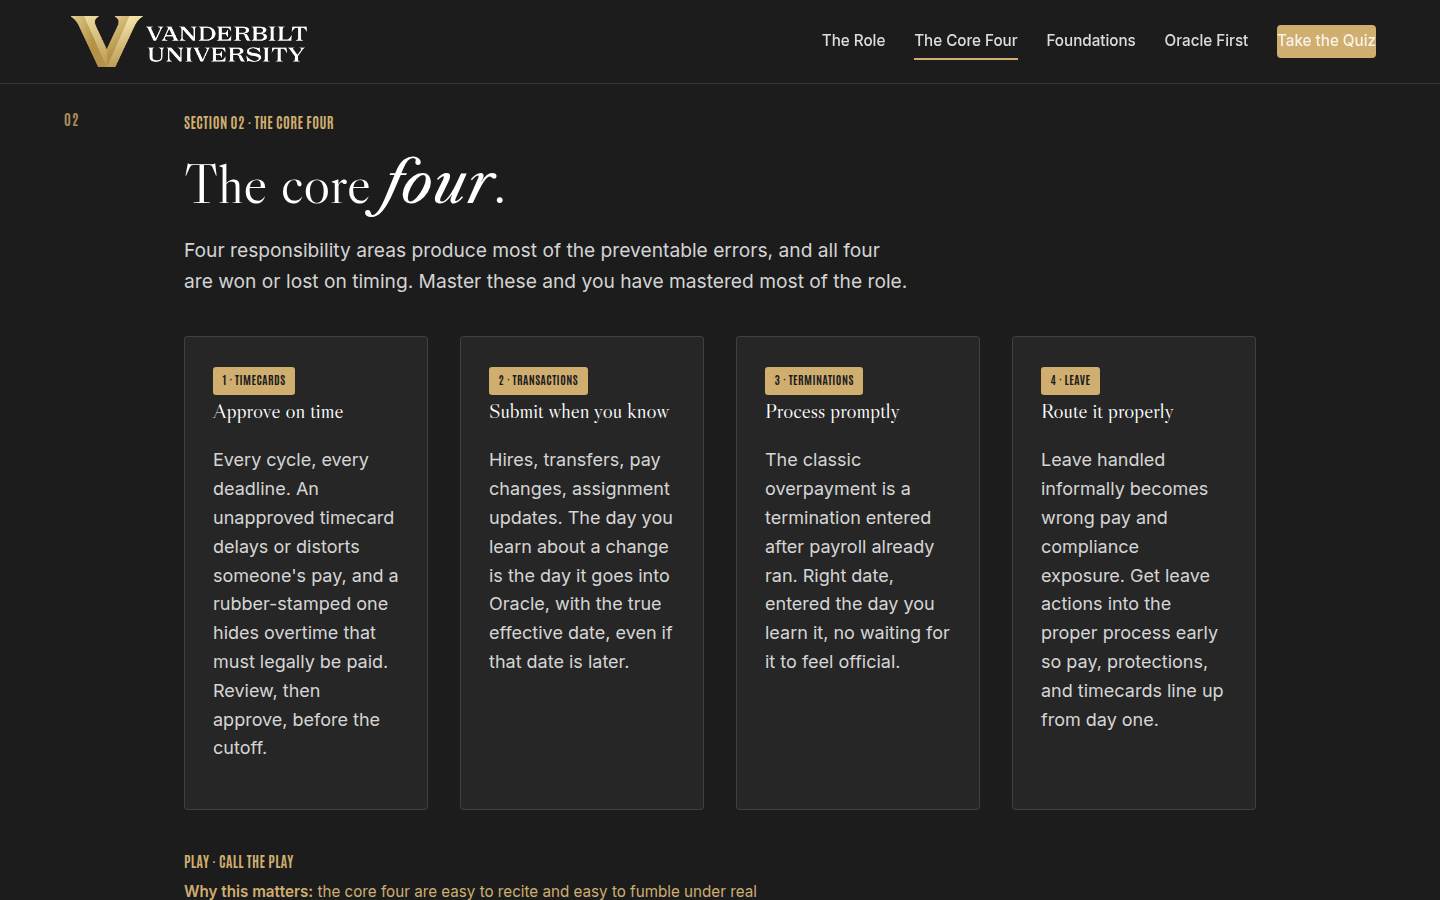 VANDERBILT
UNIVERSITY
The Role
The Core Four
Foundations
Oracle First
Take the Quiz
02
SECTION 02 · THE CORE FOUR
The core four.
Four responsibility areas produce most of the preventable errors, and all four
are won or lost on timing. Master these and you have mastered most of the role.
1 · TIMECARDS
Approve on time
Every cycle, every
deadline. An
unapproved timecard
delays or distorts
someone's pay, and a
rubber-stamped one
hides overtime that
must legally be paid.
Review, then
approve, before the
cutoff.
2 · TRANSACTIONS
Submit when you know
Hires, transfers, pay
changes, assignment
updates. The day you
learn about a change
is the day it goes into
Oracle, with the true
effective date, even if
that date is later.
3 · TERMINATIONS
Process promptly
The classic
overpayment is a
termination entered
after payroll already
ran. Right date,
entered the day you
learn it, no waiting for
it to feel official.
4 · LEAVE
Route it properly
Leave handled
informally becomes
wrong pay and
compliance
exposure. Get leave
actions into the
proper process early
so pay, protections,
and timecards line up
from day one.
PLAY · CALL THE PLAY
Why this matters: the core four are easy to recite and easy to fumble under real